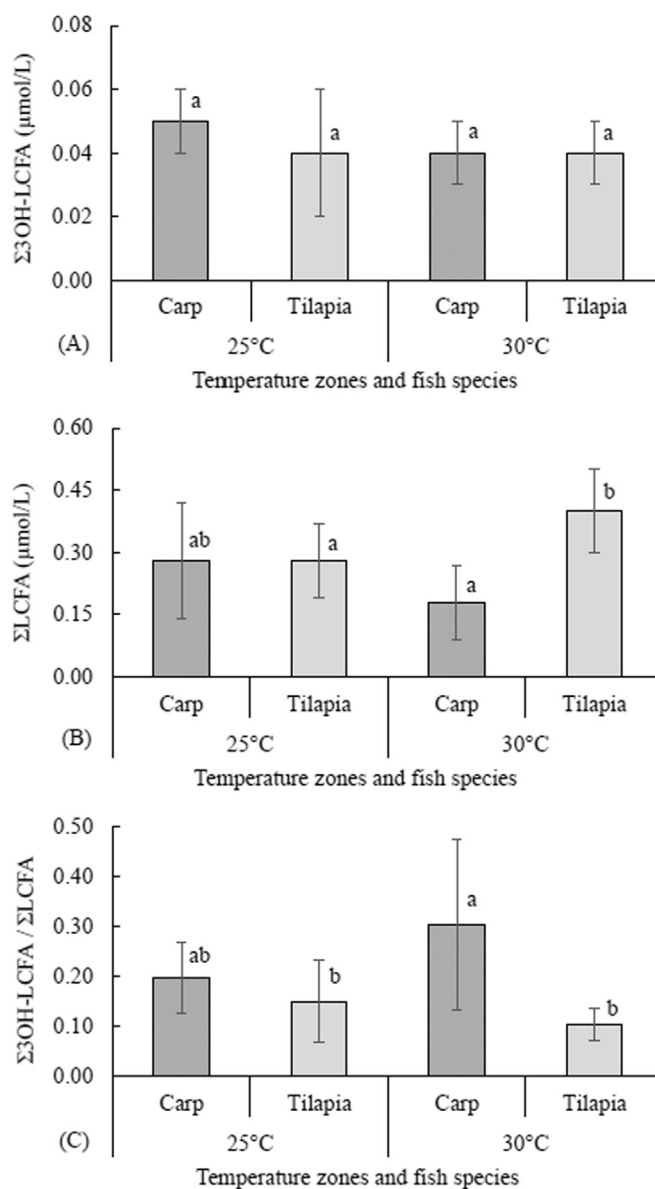 0.08
0.06
0.04
0.02
0.00
Σ3OH-LCFA (µmol/L)
a
a
a
a
Carp Tilapia Carp Tilapia
(A) 25°C 30°C
Temperature zones and fish species
0.60
0.45
0.30
0.15
0.00
ΣLCFA (µmol/L)
ab
a
a
b
Carp Tilapia Carp Tilapia
(B) 25°C 30°C
Temperature zones and fish species
0.50
0.40
0.30
0.20
0.10
0.00
Σ3OH-LCFA / ΣLCFA
ab
b
a
b
Carp Tilapia Carp Tilapia
(C) 25°C 30°C
Temperature zones and fish species